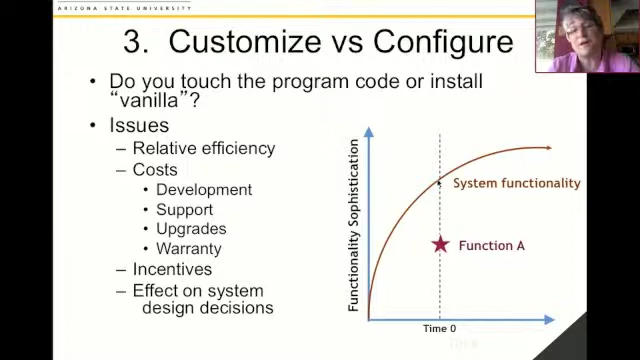 ARIZONA STATE UNIVERSITY
3. Customize vs Configure
• Do you touch the program code or install
“vanilla”?
• Issues
– Relative efficiency
– Costs
• Development
• Support
• Upgrades
• Warranty
– Incentives
– Effect on system
design decisions
Functionality Sophistication
System functionality
Function A
Time 0